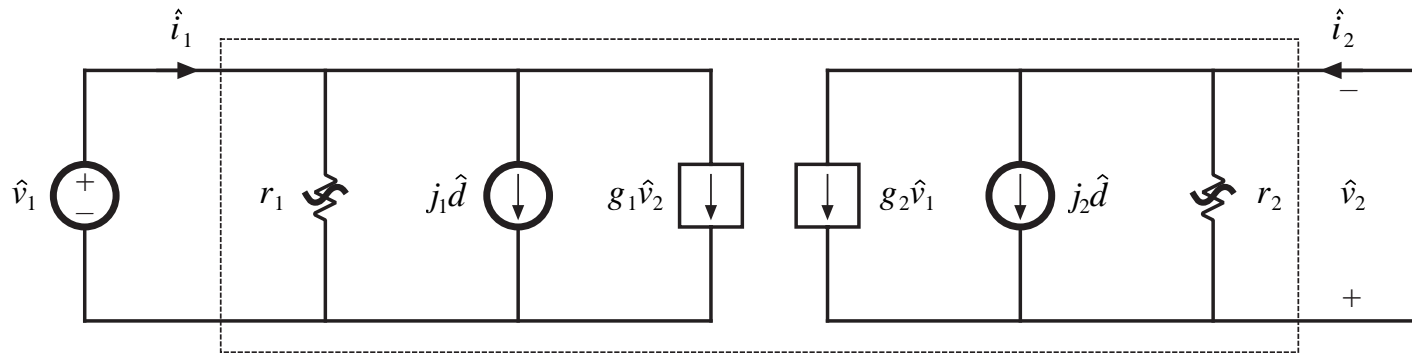 î₁
î₂
v̂₁
+
−
r₁
j₁d̂
g₁v̂₂
g₂v̂₁
j₂d̂
r₂
−
v̂₂
+